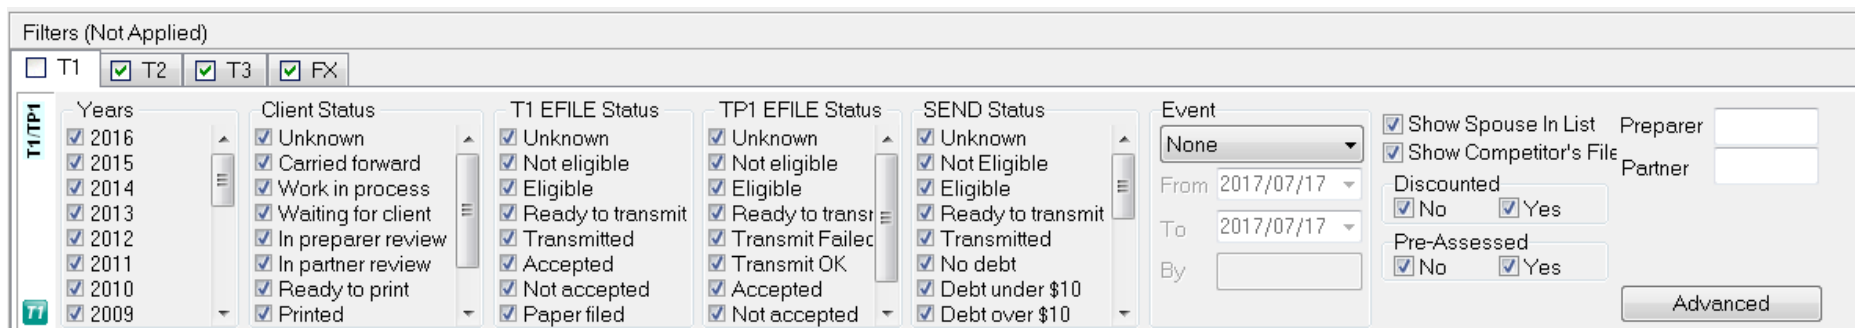 Filters (Not Applied)
T1 T2 T3 FX
T1/TP1
T1
Years
2016
2015
2014
2013
2012
2011
2010
2009
Client Status
Unknown
Carried forward
Work in process
Waiting for client
In preparer review
In partner review
Ready to print
Printed
T1 EFILE Status
Unknown
Not eligible
Eligible
Ready to transmit
Transmitted
Accepted
Not accepted
Paper filed
TP1 EFILE Status
Unknown
Not eligible
Eligible
Ready to transr
Transmit Failec
Transmit OK
Accepted
Not accepted
SEND Status
Unknown
Not Eligible
Eligible
Ready to transmit
Transmitted
No debt
Debt under $10
Debt over $10
Event
None
From 2017/07/17
To 2017/07/17
By
Show Spouse In List
Show Competitor's File
Discounted
No Yes
Pre-Assessed
No Yes
Preparer
Partner
Advanced